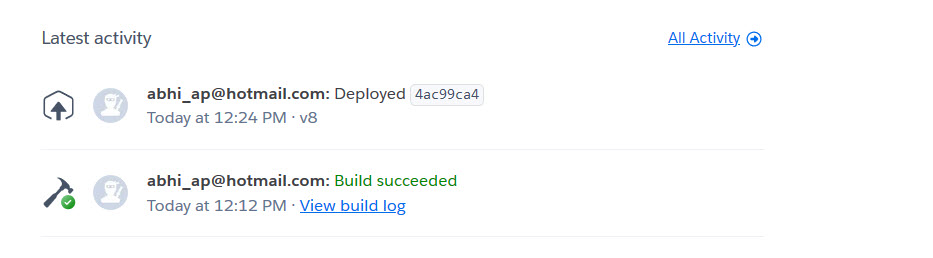 Latest activity
All Activity
abhi_ap@hotmail.com: Deployed 4ac99ca4
Today at 12:24 PM · v8
abhi_ap@hotmail.com: Build succeeded
Today at 12:12 PM · View build log